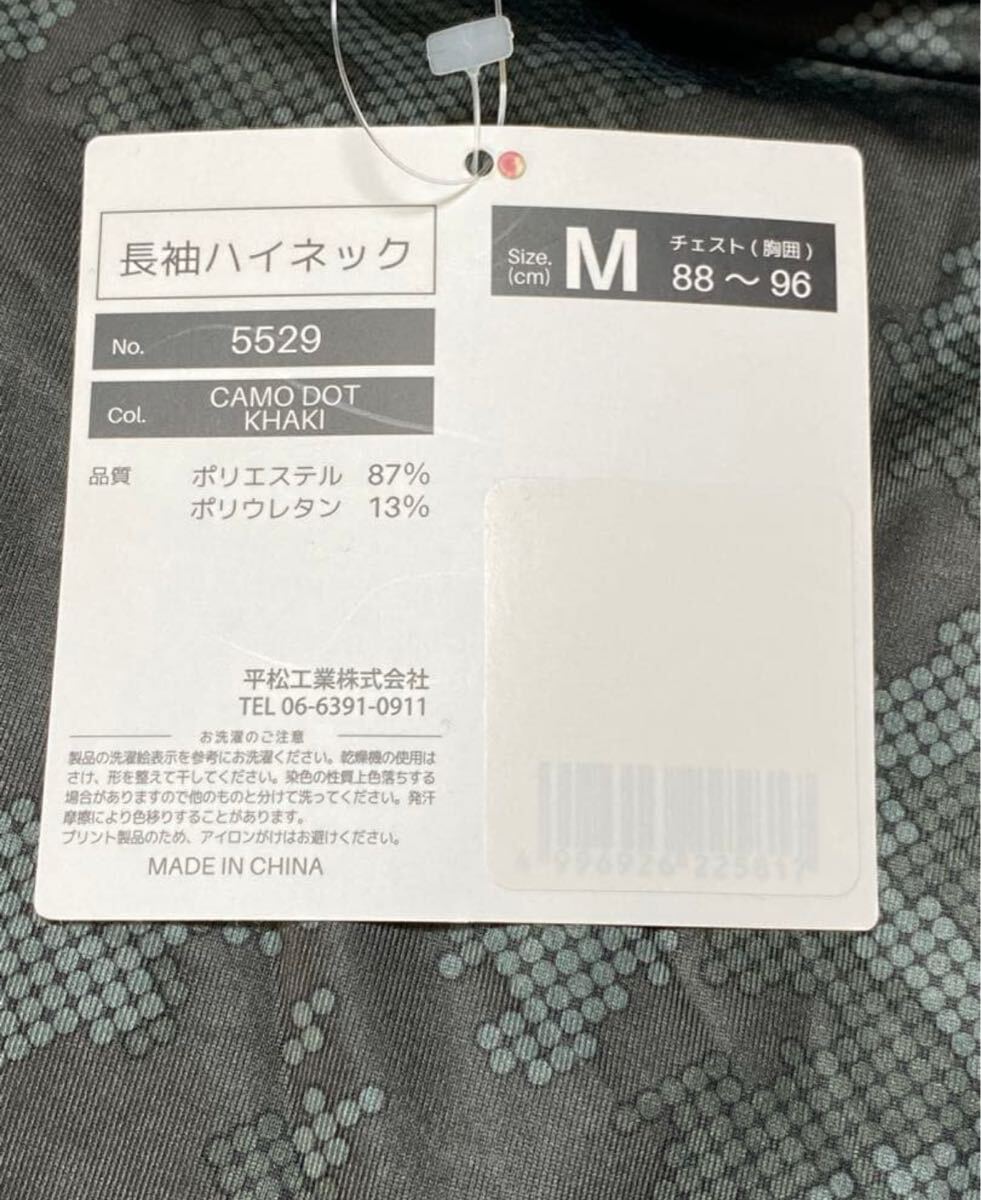 長袖ハイネック
No. 5529
Col. CAMO DOT
KHAKI
品質 ポリエステル 87%
ポリウレタン 13%
平松工業株式会社
TEL 06-6391-0911
お洗濯のご注意
製品の洗濯絵表示を参考にお洗濯ください。乾燥機の使用は
さけ、形を整えて干してください。染色の性質上色落ちする
場合がありますので他のものと分けて洗ってください。発汗
摩擦により色移りすることがあります。
プリント製品のため、アイロンがけはお避けください。
MADE IN CHINA
Size.
(cm)
M
チェスト(胸囲)
88～96
4 996926 225817